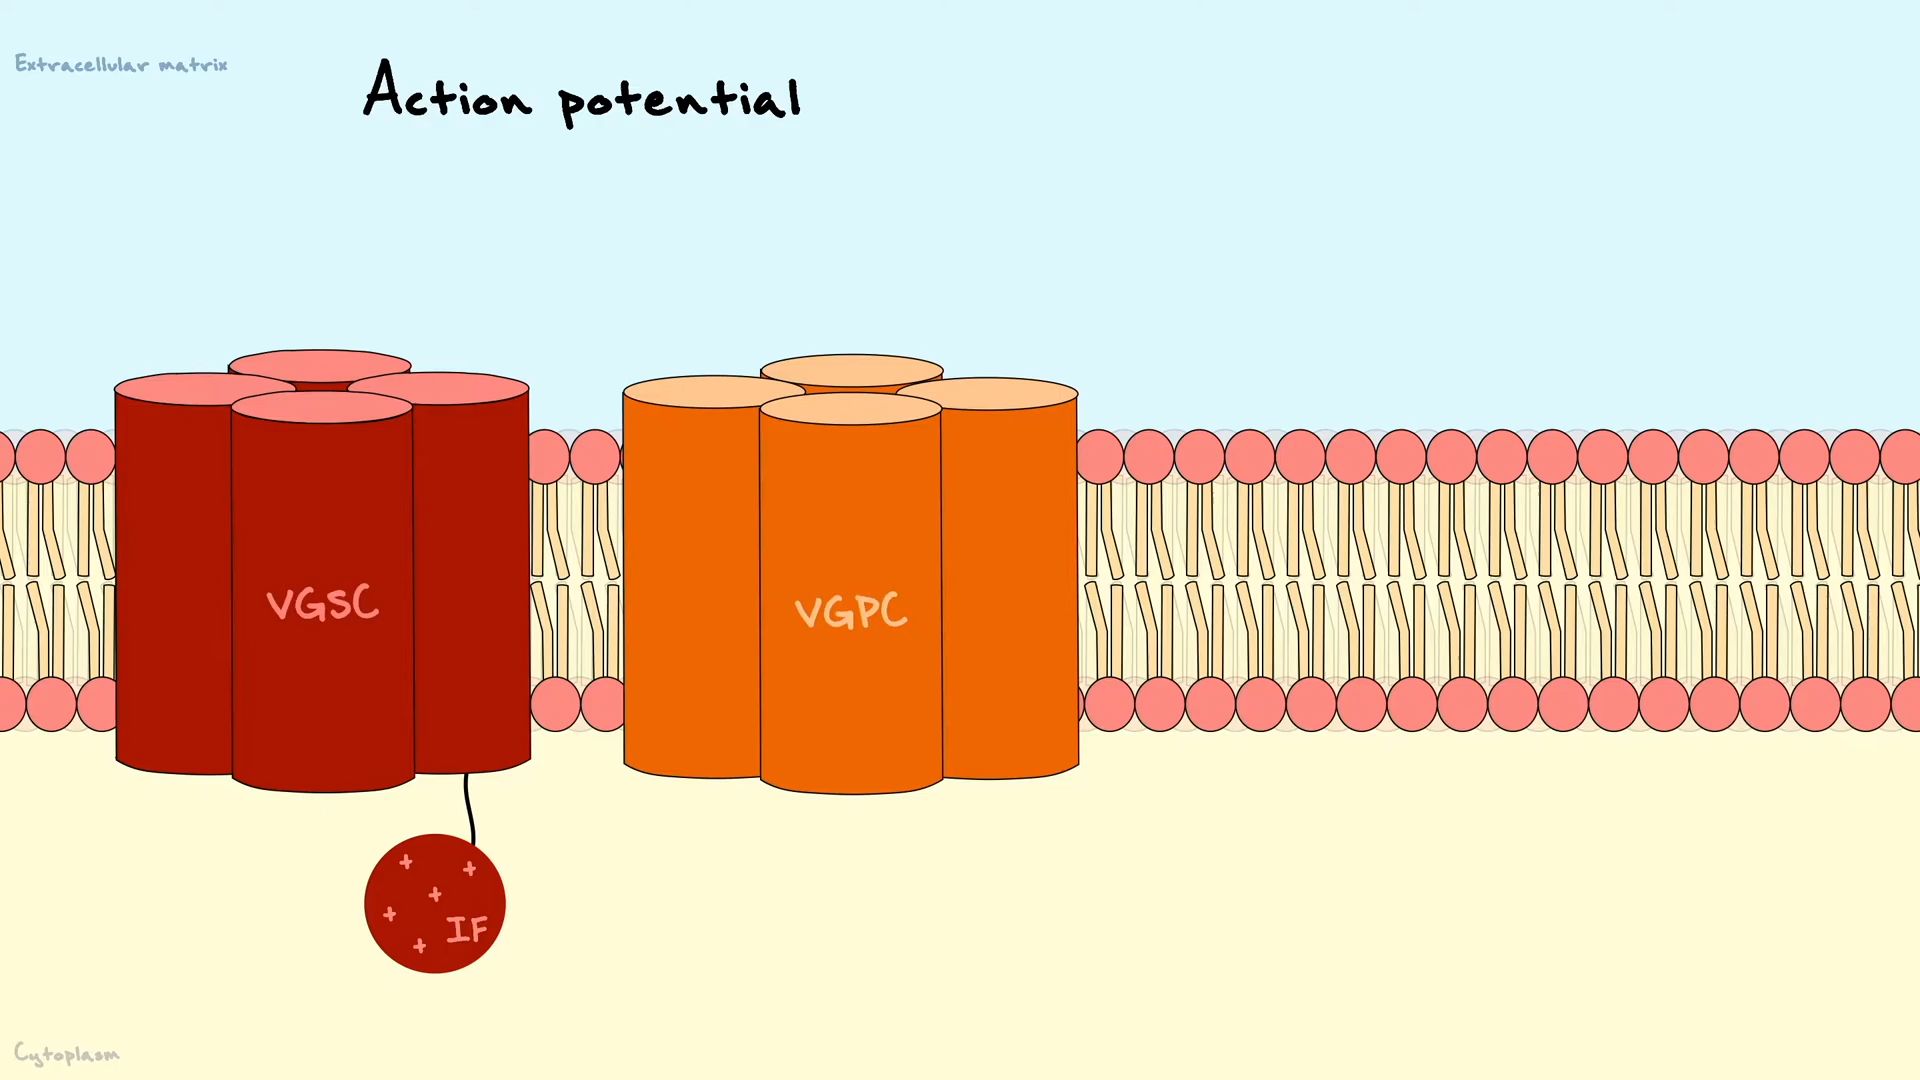 Extracellular matrix
Action potential
VGSC
VGPC
+ +
+
+
IF
+
Cytoplasm